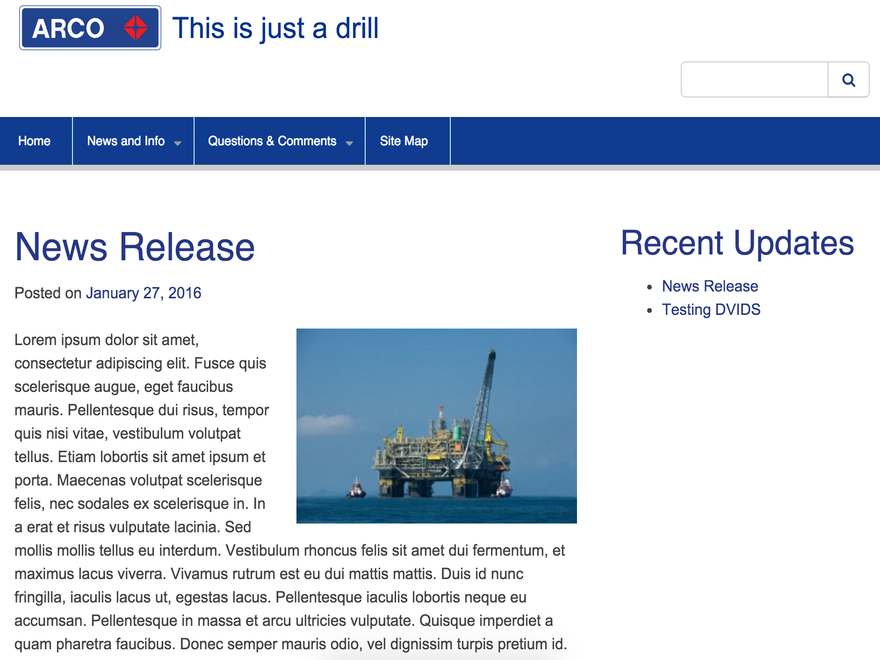 ARCO
This is just a drill
Home
News and Info
Questions & Comments
Site Map
News Release
Posted on January 27, 2016
Lorem ipsum dolor sit amet,
consectetur adipiscing elit. Fusce quis
scelerisque augue, eget faucibus
mauris. Pellentesque dui risus, tempor
quis nisi vitae, vestibulum volutpat
tellus. Etiam lobortis sit amet ipsum et
porta. Maecenas volutpat scelerisque
felis, nec sodales ex scelerisque in. In
a erat et risus vulputate lacinia. Sed
mollis mollis tellus eu interdum. Vestibulum rhoncus felis sit amet dui fermentum, et
maximus lacus viverra. Vivamus rutrum est eu dui mattis mattis. Duis id nunc
fringilla, iaculis lacus ut, egestas lacus. Pellentesque iaculis lobortis neque eu
accumsan. Pellentesque in massa et arcu ultricies vulputate. Quisque imperdiet a
quam pharetra faucibus. Donec semper mauris odio, vel dignissim turpis pretium id.
Recent Updates
News Release
Testing DVIDS